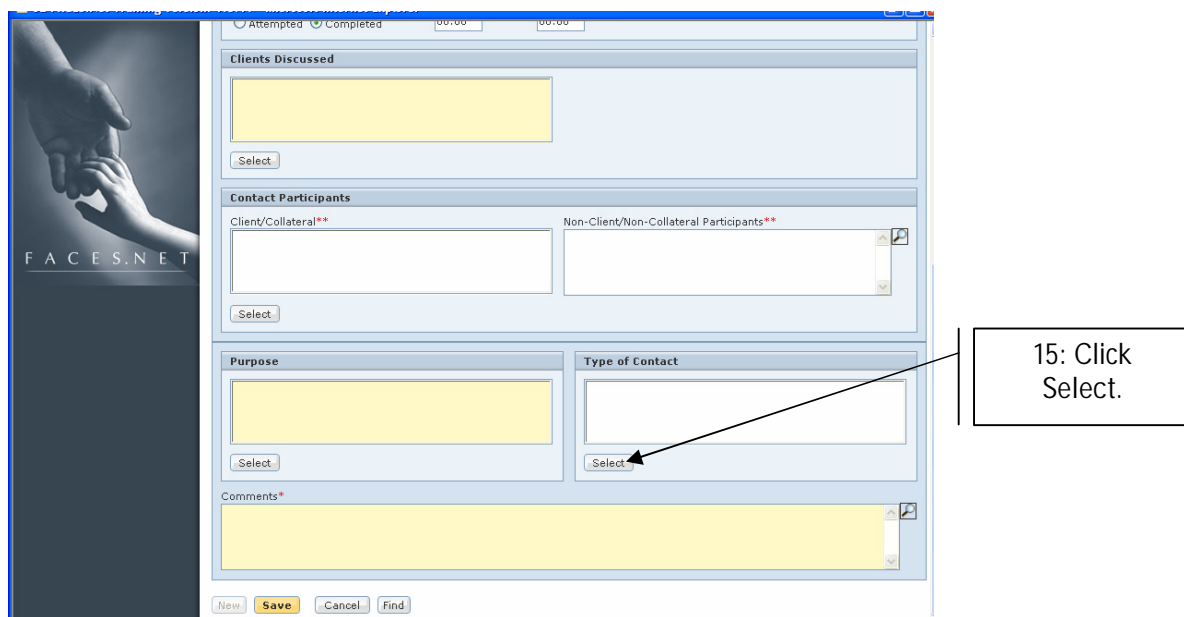 Attempted Completed
Clients Discussed
Select
Contact Participants
Client/Collateral** Non-Client/Non-Collateral Participants**
FACES.NET
Select
Purpose Type of Contact
15: Click
Select.
Select Select
Comments*
New Save Cancel Find